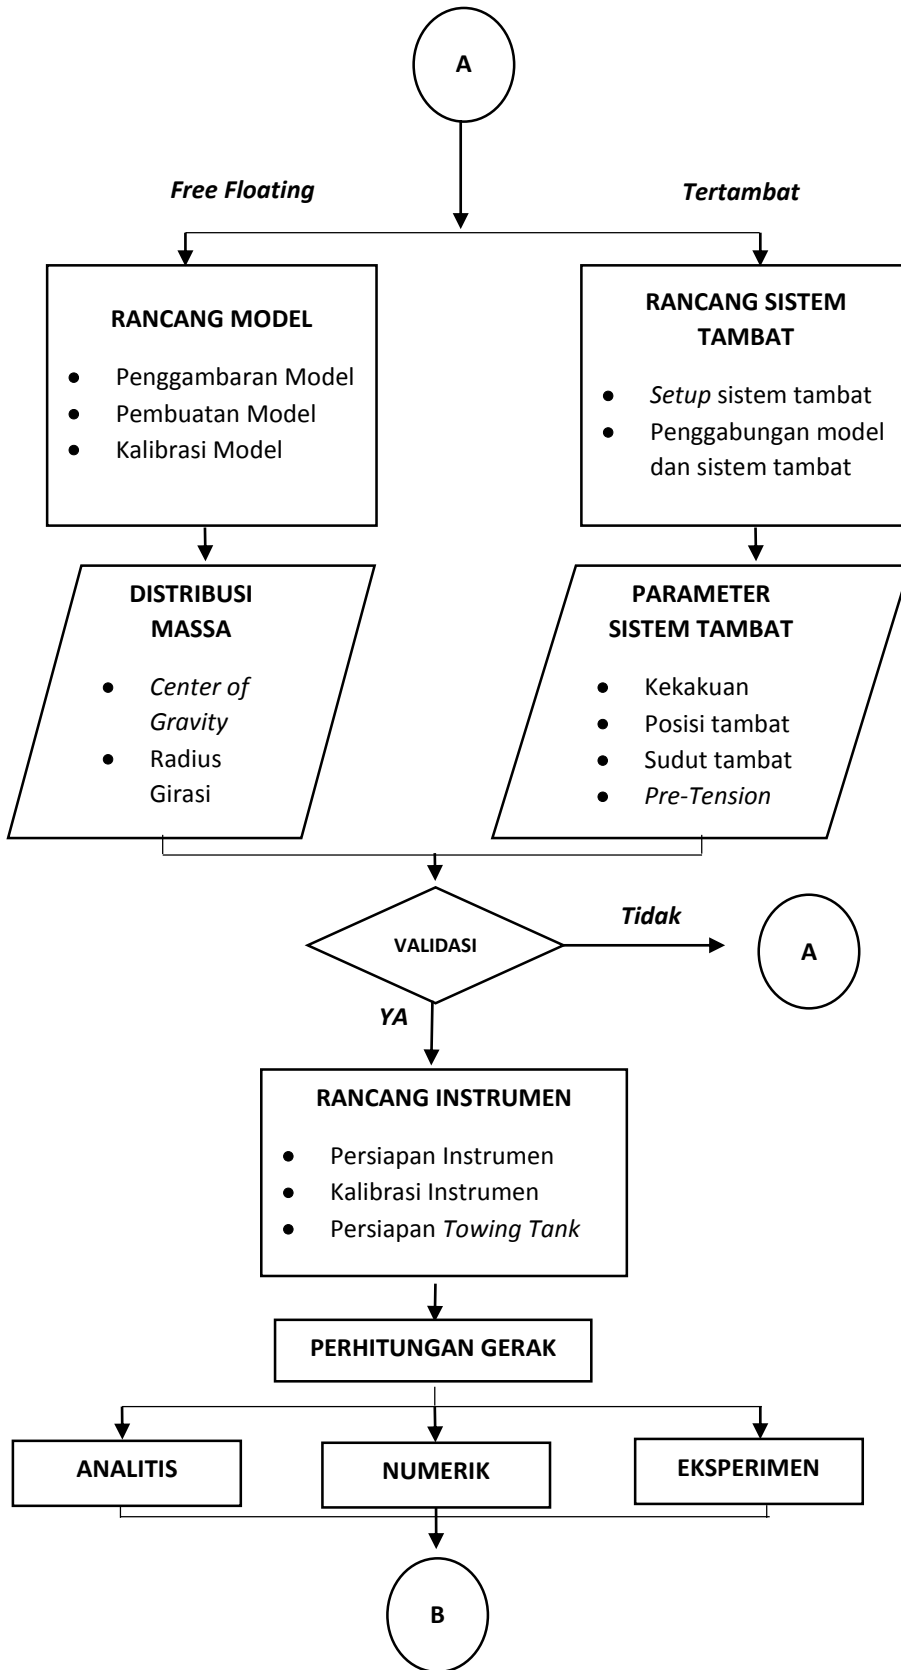 A
Free Floating
Tertambat
RANCANG MODEL
● Penggambaran Model
● Pembuatan Model
● Kalibrasi Model
RANCANG SISTEM
TAMBAT
● Setup sistem tambat
● Penggabungan model
dan sistem tambat
DISTRIBUSI
MASSA
● Center of
Gravity
● Radius
Girasi
PARAMETER
SISTEM TAMBAT
● Kekakuan
● Posisi tambat
● Sudut tambat
● Pre-Tension
VALIDASI
Tidak
A
YA
RANCANG INSTRUMEN
● Persiapan Instrumen
● Kalibrasi Instrumen
● Persiapan Towing Tank
PERHITUNGAN GERAK
ANALITIS
NUMERIK
EKSPERIMEN
B